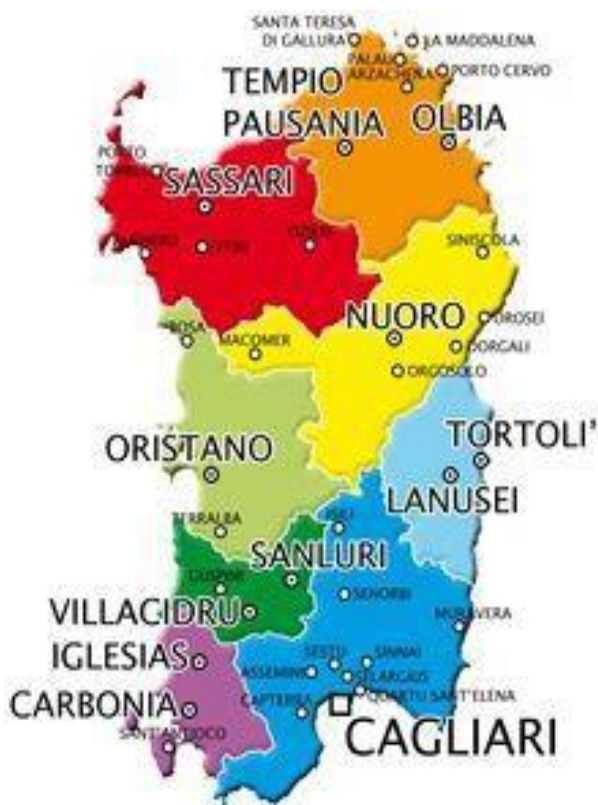 SANTA TERESA
DI GALLURA
LA MADDALENA
PALAU
ARZACHENA
PORTO CERVO
TEMPIO
PAUSANIA
OLBIA
PORTO
SASSARI
OZIERI
SINISCOLA
BOSA
MACOMER
NUORO
OROSEI
DORGALI
ORGOSOLO
ORISTANO
TORTOLI'
LANUSEI
TERRALBA
ISILI
SANLURI
GUSPINI
SENORBI
VILLACIDRU
MURAVERA
IGLESIAS
SESTU
SINNAI
ASSEMINI
SELARGIUS
CARBONIA
CAPTERRA
QUARTU SANT'ELENA
SANT'ANTIOCO
CAGLIARI